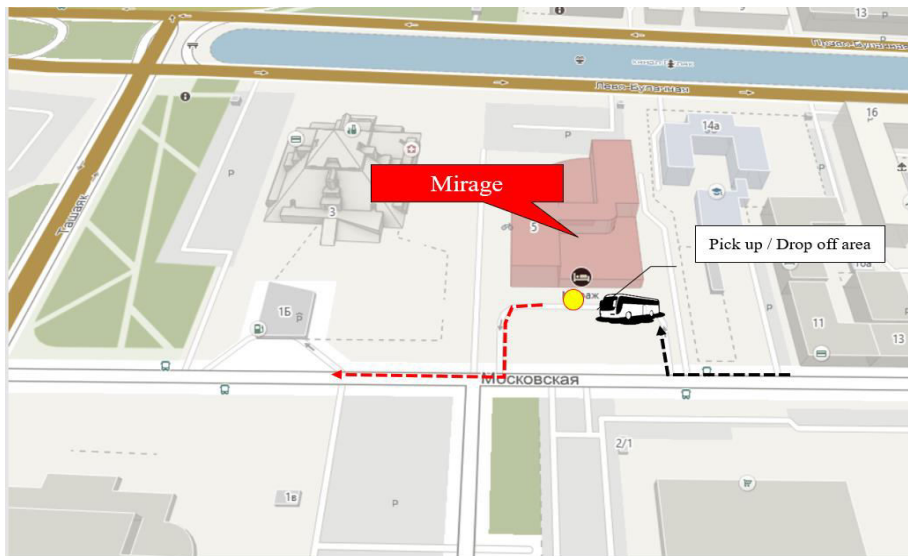 13
Р
Право-Булачная
Лево-Булачная
16
Р
14а
Р
Mirage
Ташаяк
Р
3
5
Pick up / Drop off area
Мираж
10а
Р
1Б
11
13
Московская
2/1
1в
Р